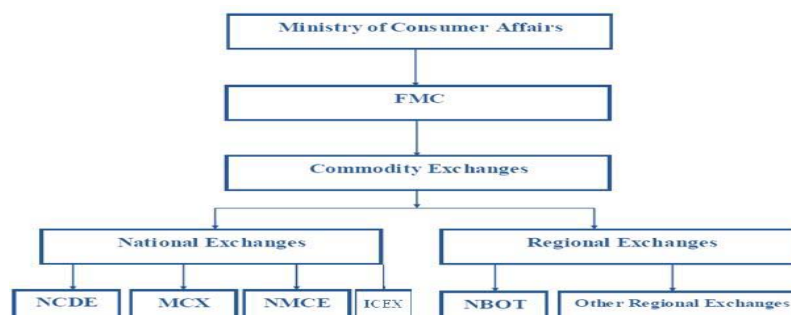 Ministry of Consumer Affairs
FMC
Commodity Exchanges
National Exchanges
Regional Exchanges
NCDE
MCX
NMCE
ICEX
NBOT
Other Regional Exchanges